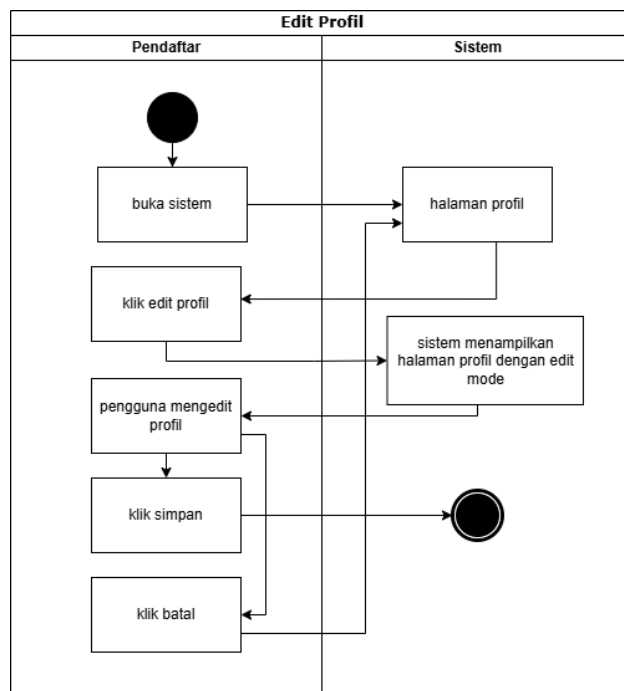 Edit Profil
Pendaftar
Sistem
buka sistem
halaman profil
klik edit profil
sistem menampilkan
halaman profil dengan edit
mode
pengguna mengedit
profil
klik simpan
klik batal